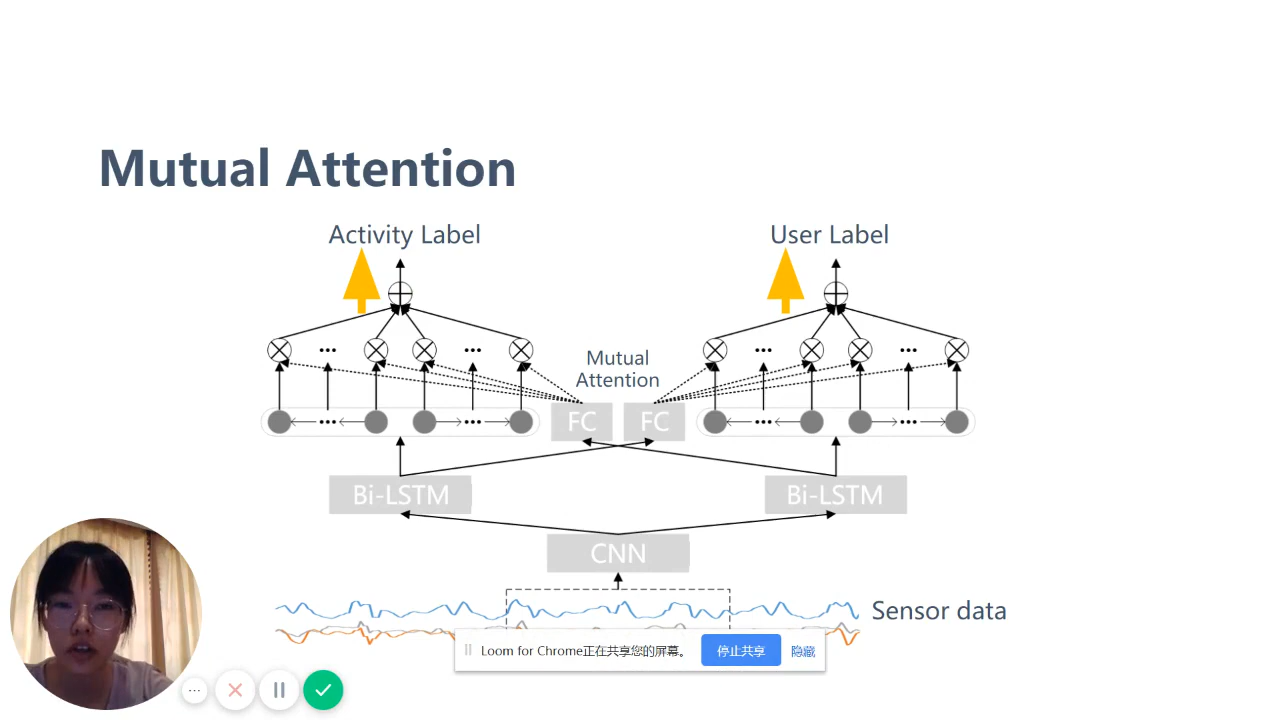 Mutual Attention
Activity Label
User Label
Mutual
Attention
FC
FC
Bi-LSTM
Bi-LSTM
CNN
Sensor data
Loom for Chrome正在共享您的屏幕。
停止共享
隐藏